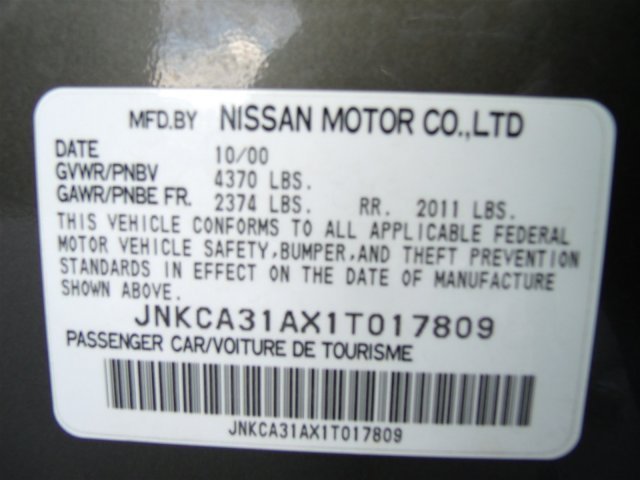 MFD.BY NISSAN MOTOR CO.,LTD
DATE 10/00
GVWR/PNBV 4370 LBS.
GAWR/PNBE FR. 2374 LBS. RR. 2011 LBS.
THIS VEHICLE CONFORMS TO ALL APPLICABLE FEDERAL
MOTOR VEHICLE SAFETY,BUMPER,AND THEFT PREVENTION
STANDARDS IN EFFECT ON THE DATE OF MANUFACTURE
SHOWN ABOVE.
JNKCA31AX1T017809
PASSENGER CAR/VOITURE DE TOURISME
JNKCA31AX1T017809